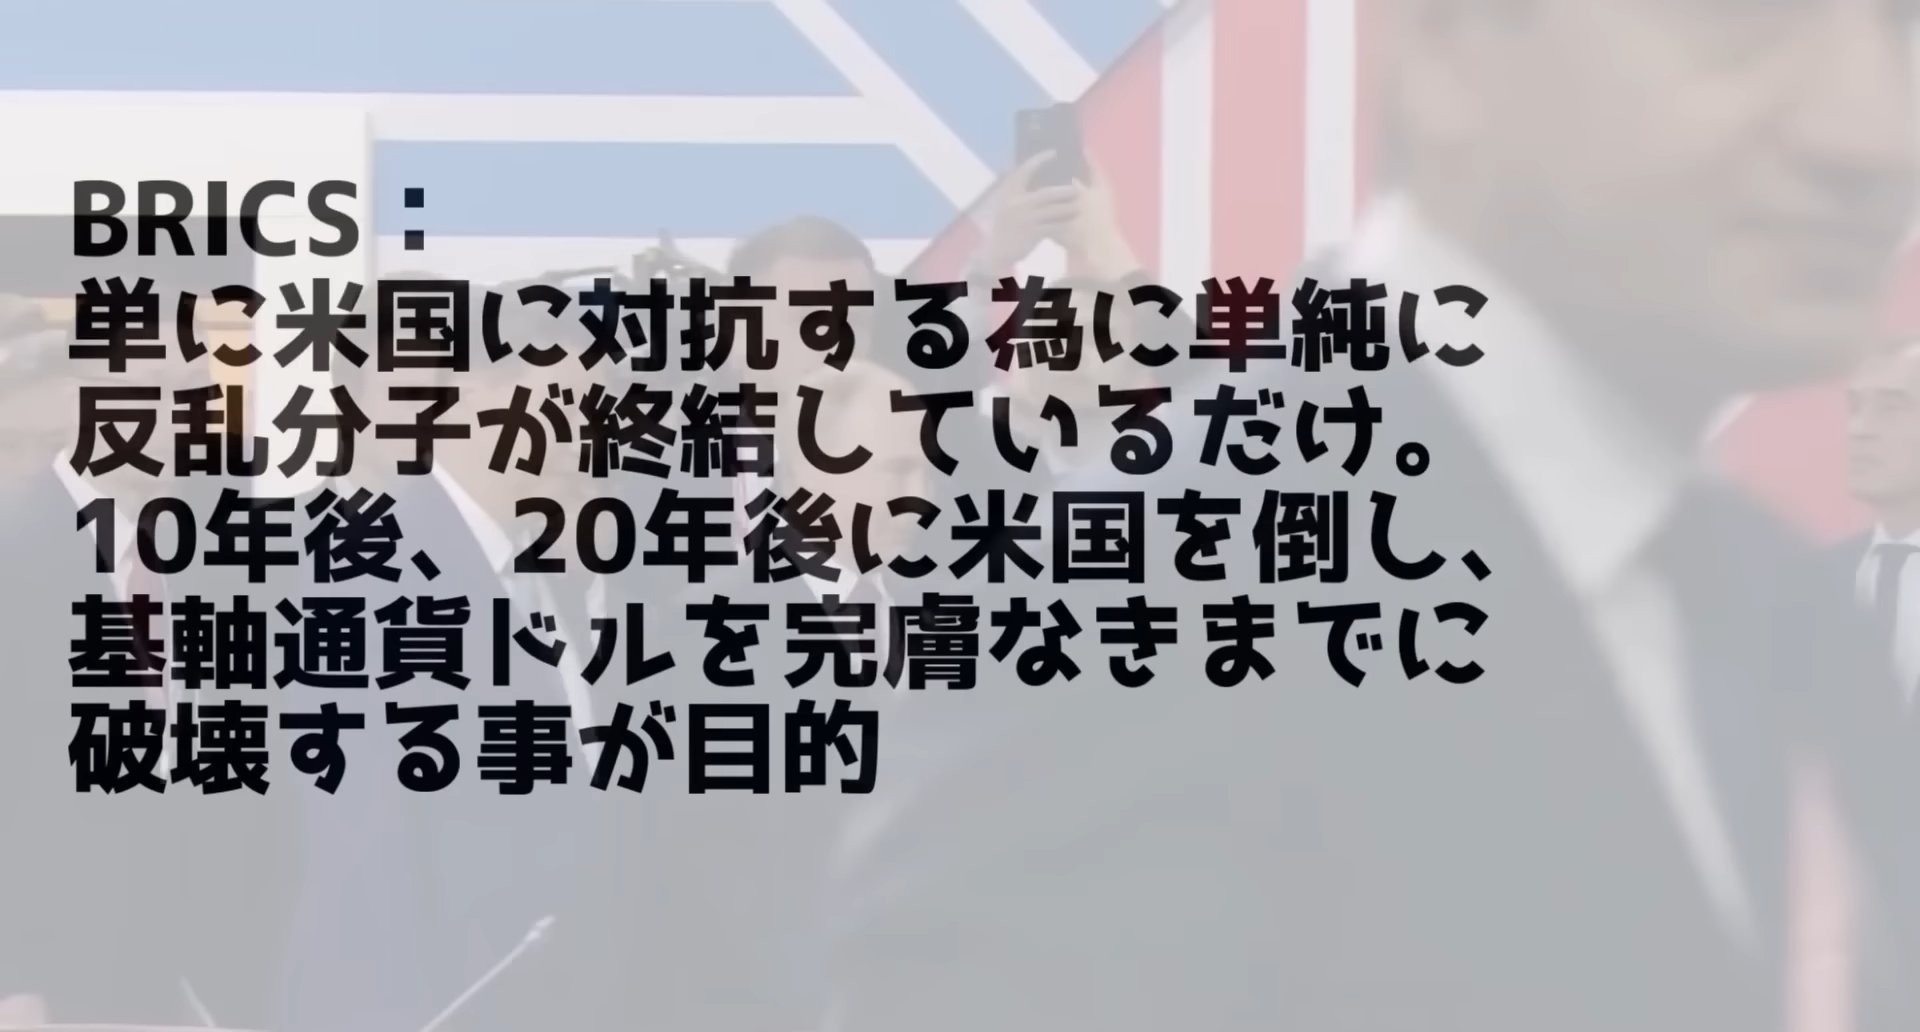 BRICS：
単に米国に対抗する為に単純に
反乱分子が終結しているだけ。
10年後、20年後に米国を倒し、
基軸通貨ドルを完膚なきまでに
破壊する事が目的